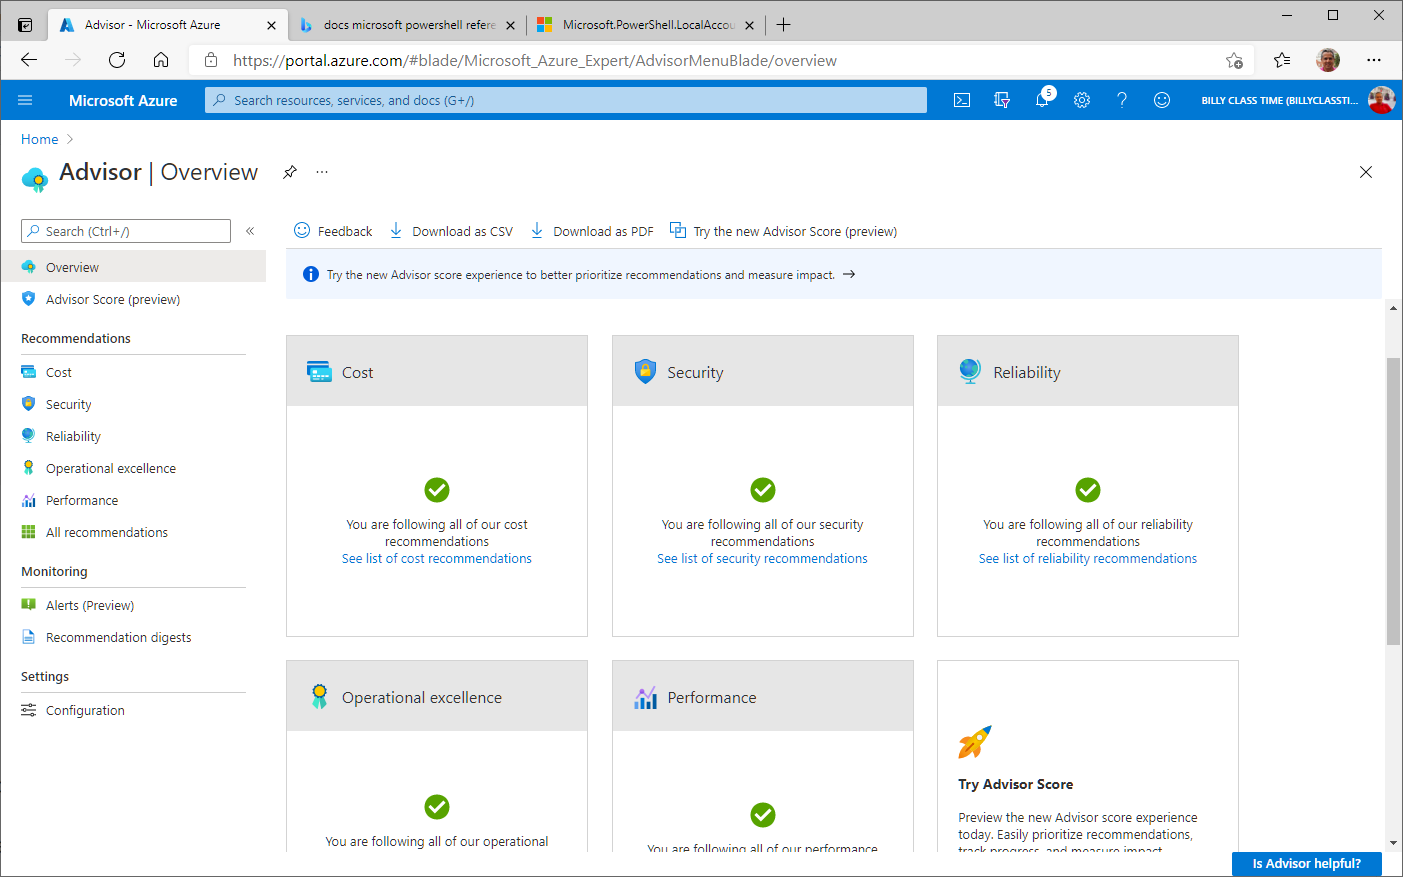 Advisor - Microsoft Azure
docs microsoft powershell refere
Microsoft.PowerShell.LocalAccou
https://portal.azure.com/#blade/Microsoft_Azure_Expert/AdvisorMenuBlade/overview
Microsoft Azure
Search resources, services, and docs (G+/)
5
BILLY CLASS TIME (BILLYCLASSTI...
Home
Advisor | Overview
Search (Ctrl+/)
Feedback
Download as CSV
Download as PDF
Try the new Advisor Score (preview)
Try the new Advisor score experience to better prioritize recommendations and measure impact.
Overview
Advisor Score (preview)
Recommendations
Cost
Security
Reliability
Operational excellence
Performance
All recommendations
Monitoring
Alerts (Preview)
Recommendation digests
Settings
Configuration
Cost
You are following all of our cost
recommendations
See list of cost recommendations
Security
You are following all of our security
recommendations
See list of security recommendations
Reliability
You are following all of our reliability
recommendations
See list of reliability recommendations
Operational excellence
You are following all of our operational
Performance
You are following all of our performance
Try Advisor Score
Preview the new Advisor score experience
today. Easily prioritize recommendations,
track progress, and measure impact
Is Advisor helpful?